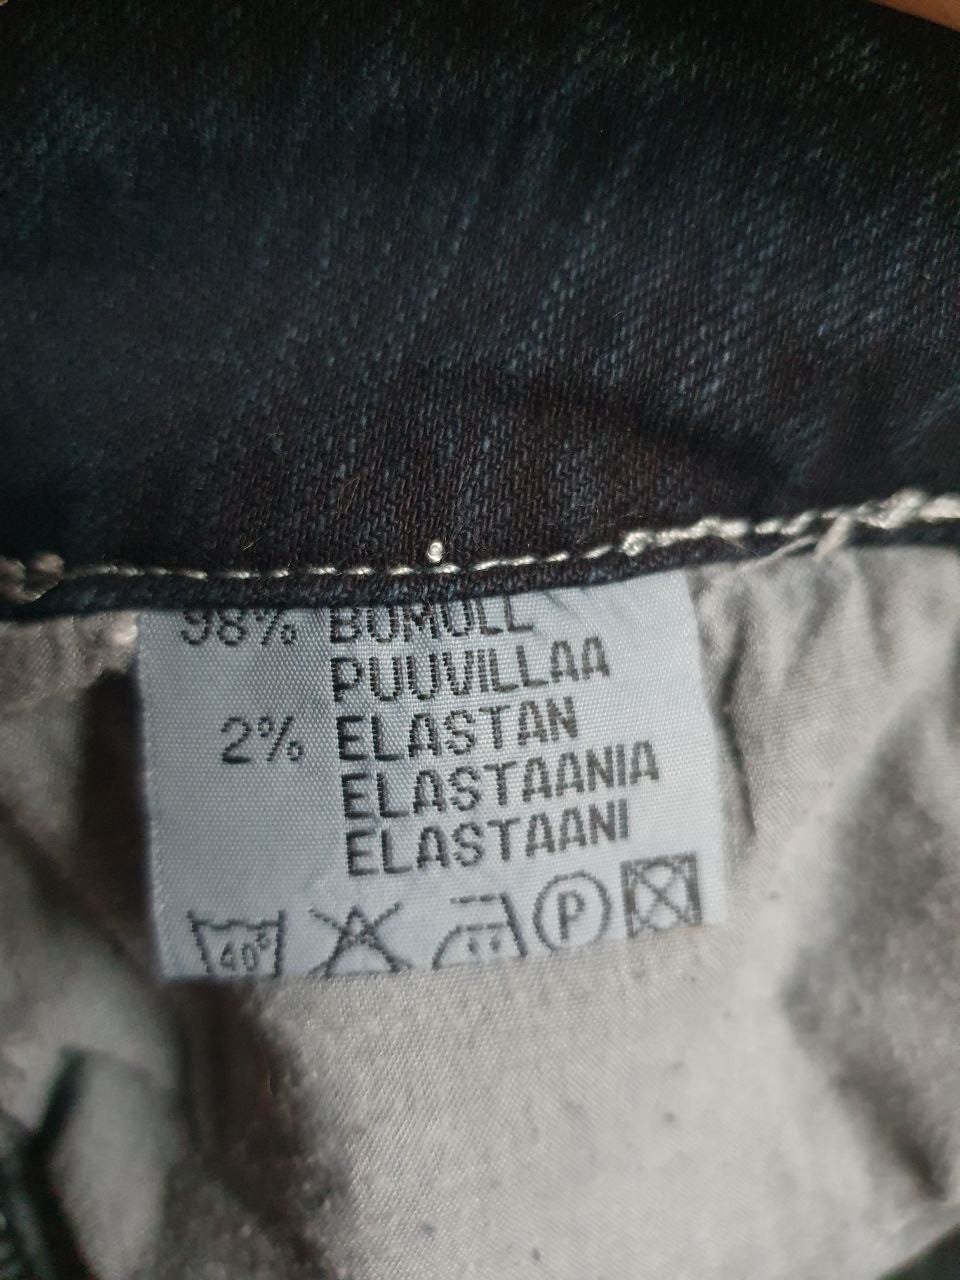 98% BOMULL
PUUVILLAA
2% ELASTAN
ELASTAANIA
ELASTAANI
40° P